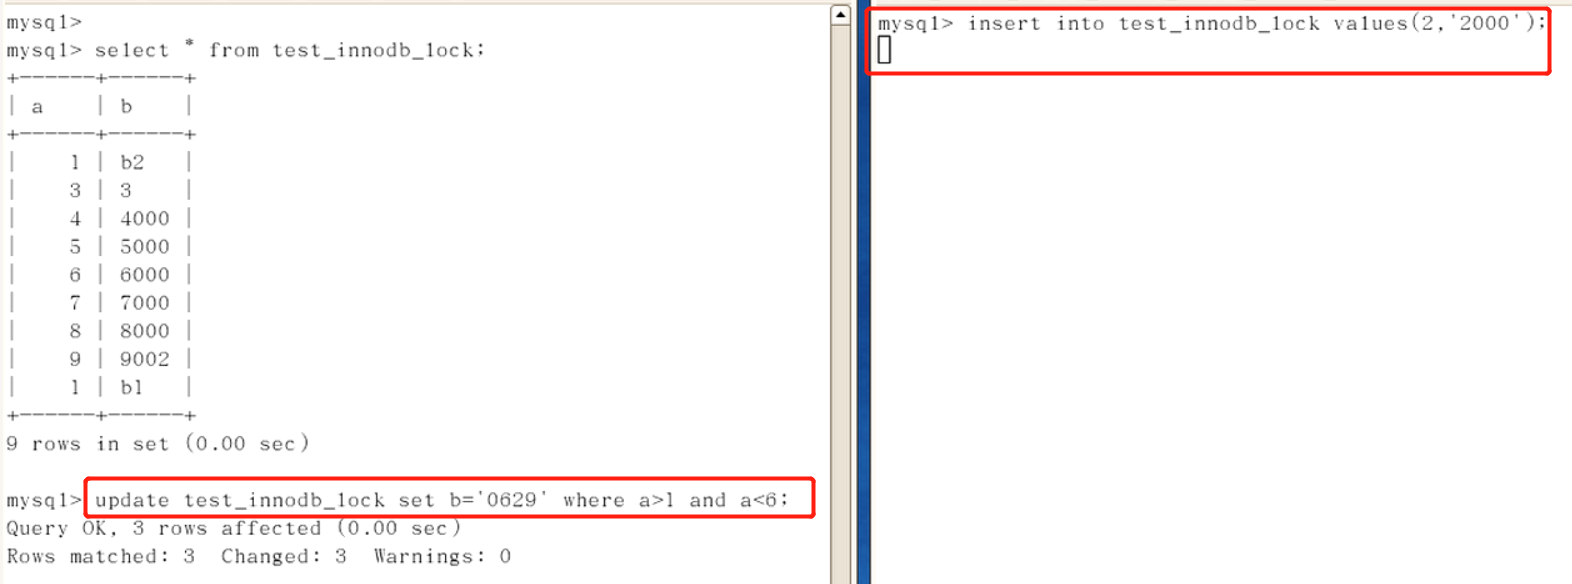 mysql>
mysql> select * from test_innodb_lock;
+------+------+
| a    | b    |
+------+------+
|    1 | b2   |
|    3 | 3    |
|    4 | 4000 |
|    5 | 5000 |
|    6 | 6000 |
|    7 | 7000 |
|    8 | 8000 |
|    9 | 9002 |
|    1 | b1   |
+------+------+
9 rows in set (0.00 sec)
mysql> update test_innodb_lock set b='0629' where a>1 and a<6;
Query OK, 3 rows affected (0.00 sec)
Rows matched: 3  Changed: 3  Warnings: 0
mysql> insert into test_innodb_lock values(2,'2000');